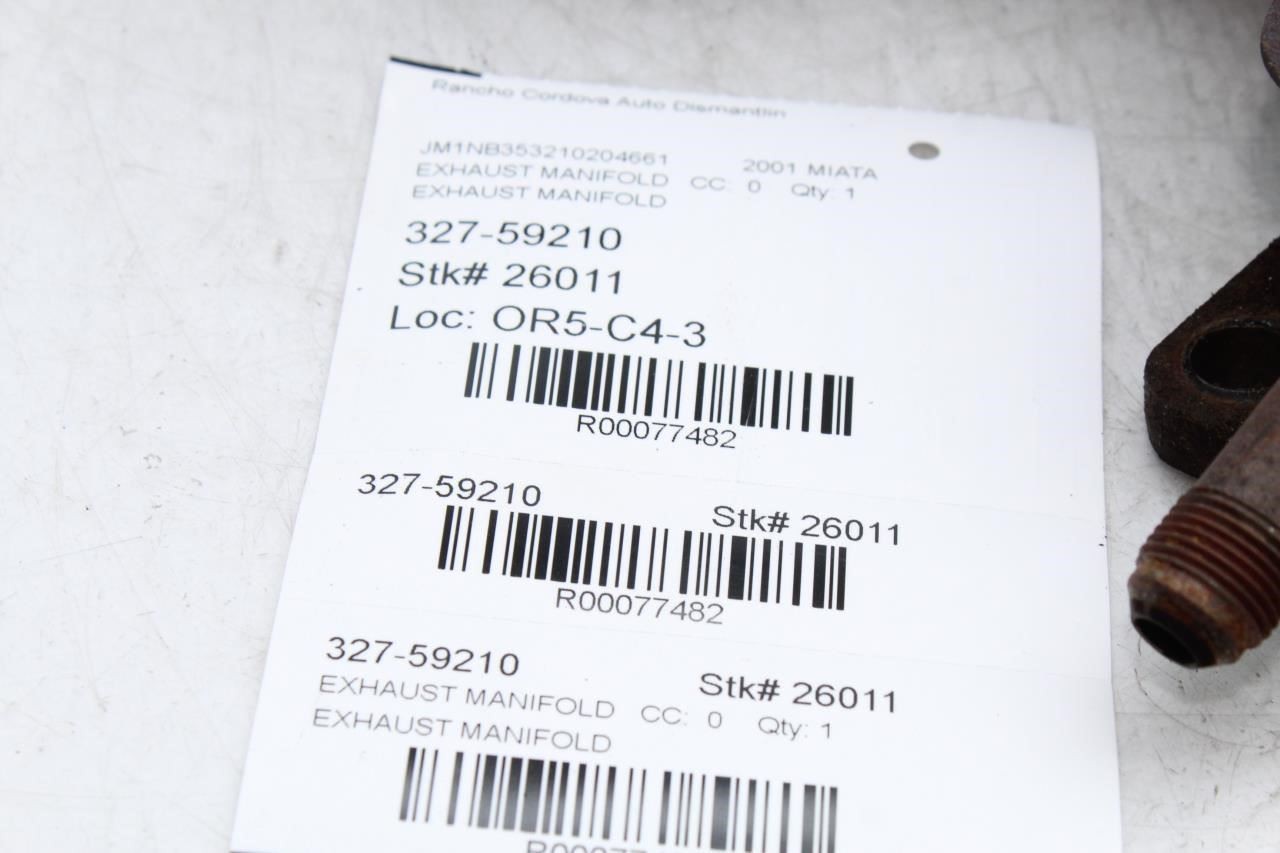 Rancho Cordova Auto Dismantlin
JM1NB353210204661 2001 MIATA
EXHAUST MANIFOLD CC: 0 Qty: 1
EXHAUST MANIFOLD
327-59210
Stk# 26011
Loc: OR5-C4-3
R00077482
327-59210 Stk# 26011
R00077482
327-59210 Stk# 26011
EXHAUST MANIFOLD CC: 0 Qty: 1
EXHAUST MANIFOLD